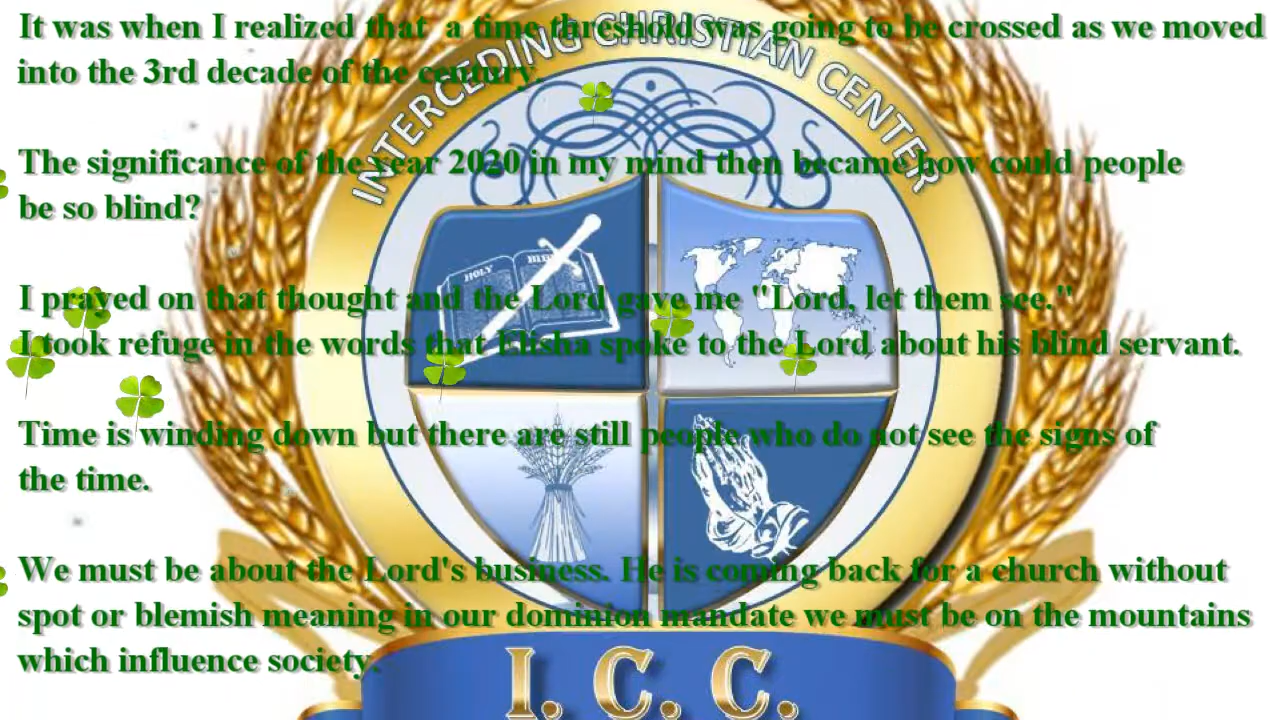 It was when I realized that a time threshold was going to be crossed as we moved
into the 3rd decade of the century.
The significance of the year 2020 in my mind then became how could people
be so blind?
I prayed on that thought and the Lord gave me "Lord, let them see."
I took refuge in the words that Elisha spoke to the Lord about his blind servant.
Time is winding down but there are still people who do not see the signs of
the time.
We must be about the Lord's business. He is coming back for a church without
spot or blemish meaning in our dominion mandate we must be on the mountains
which influence society.
INTERCEDING CHRISTIAN CENTER
HOLY BIBLE
I. C. C.